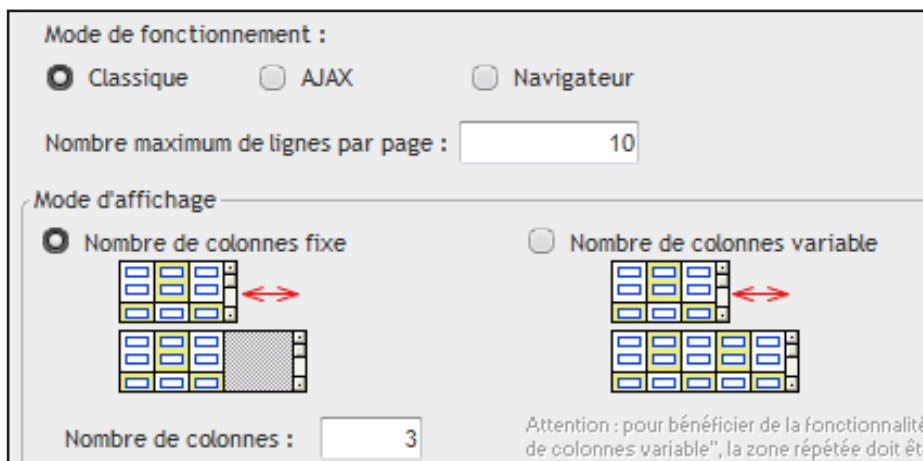 Mode de fonctionnement :
Classique AJAX Navigateur
Nombre maximum de lignes par page : 10
Mode d'affichage
Nombre de colonnes fixe Nombre de colonnes variable
Attention : pour bénéficier de la fonctionnalité
Nombre de colonnes : 3
de colonnes variable", la zone répétée doit êt